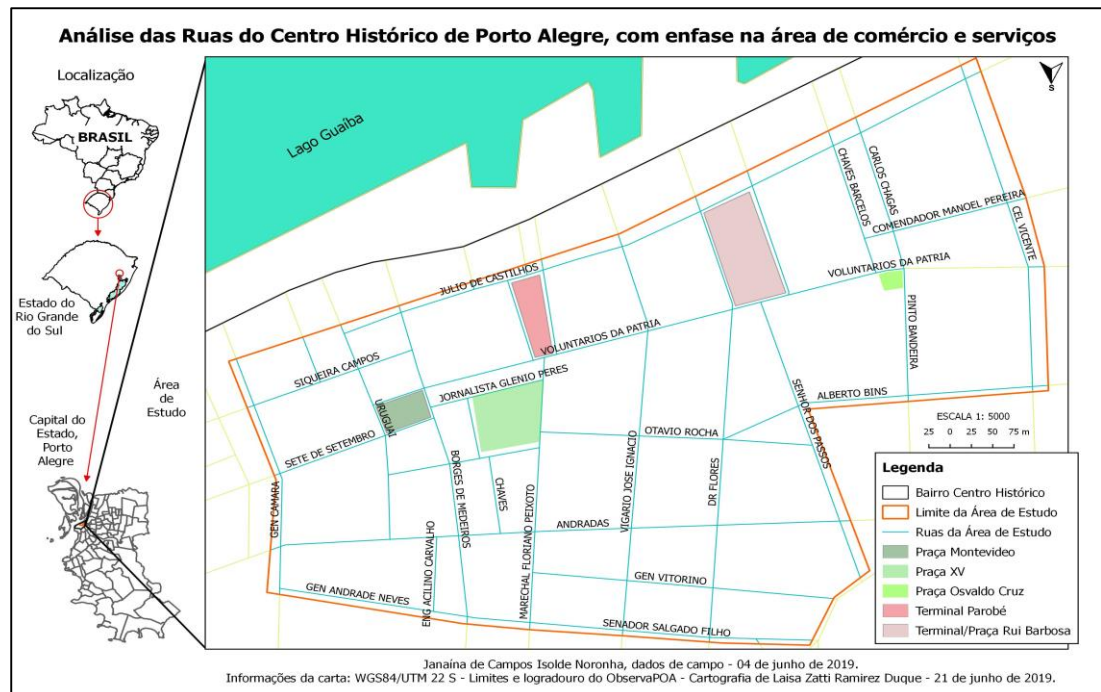 Análise das Ruas do Centro Histórico de Porto Alegre, com enfase na área de comércio e serviços
Localização
BRASIL
Estado do
Rio Grande
do Sul
Área
de
Estudo
Capital do
Estado,
Porto
Alegre
Lago Guaíba
S
CHAVES BARCELOS
CARLOS CHAGAS
COMENDADOR MANOEL PEREIRA
CEL VICENTE
JULIO DE CASTILHOS
VOLUNTARIOS DA PATRIA
VOLUNTARIOS DA PATRIA
PINTO BANDEIRA
SIQUEIRA CAMPOS
JORNALISTA GLENIO PERES
URUGUAI
SETE DE SETEMBRO
ALBERTO BINS
SENHOR DOS PASSOS
OTAVIO ROCHA
GEN CAMARA
BORGES DE MEDEIROS
CHAVES
MARECHAL FLORIANO PEIXOTO
VIGARIO JOSE IGNACIO
DR FLORES
ANDRADAS
ENG ACILINO CARVALHO
GEN VITORINO
GEN ANDRADE NEVES
SENADOR SALGADO FILHO
ESCALA 1: 5000
25 0 25 50 75 m
Legenda
Bairro Centro Histórico
Limite da Área de Estudo
Ruas da Área de Estudo
Praça Montevideo
Praça XV
Praça Osvaldo Cruz
Terminal Parobé
Terminal/Praça Rui Barbosa
Janaína de Campos Isolde Noronha, dados de campo - 04 de junho de 2019.
Informações da carta: WGS84/UTM 22 S - Limites e logradouro do ObservaPOA - Cartografia de Laisa Zatti Ramirez Duque - 21 de junho de 2019.